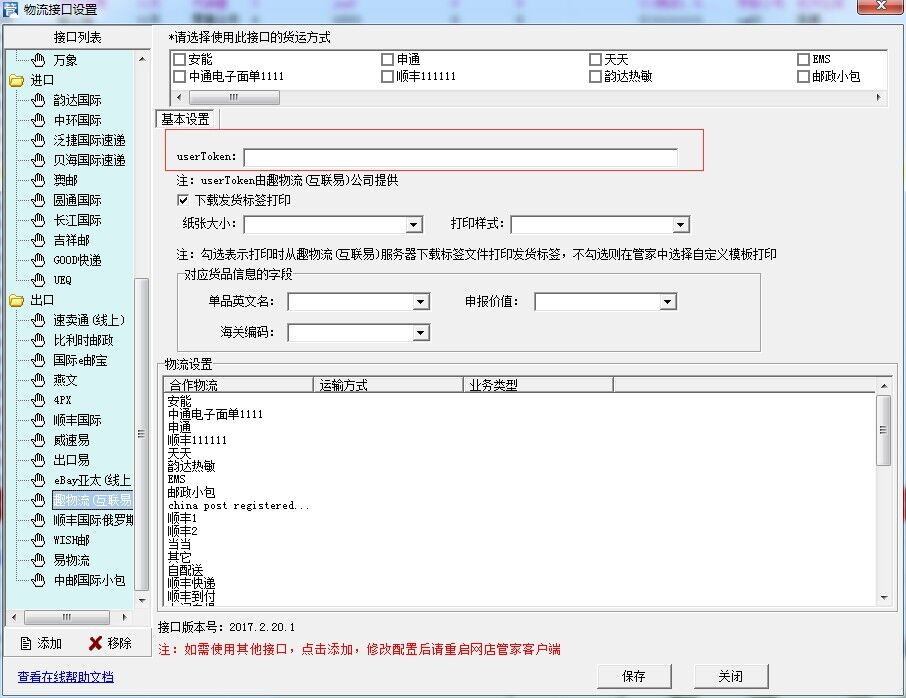 物流接口设置
接口列表
万象
进口
韵达国际
中环国际
泛捷国际速递
贝海国际速递
澳邮
圆通国际
长江国际
吉祥邮
GOOD快递
UEQ
出口
速卖通(线上)
比利时邮政
国际e邮宝
燕文
4PX
顺丰国际
威速易
出口易
eBay亚太(线上
趣物流(互联易
顺丰国际俄罗斯
WISH邮
易物流
中邮国际小包
添加 移除
查看在线帮助文档
*请选择使用此接口的货运方式
安能 申通 天天 EMS
中通电子面单1111 顺丰111111 韵达热敏 邮政小包
基本设置
userToken:
注: userToken由趣物流(互联易)公司提供
下载发货标签打印
纸张大小: 打印样式:
注: 勾选表示打印时从趣物流(互联易)服务器下载标签文件打印发货标签，不勾选则在管家中选择自定义模板打印
对应货品信息的字段
单品英文名: 申报价值:
海关编码:
物流设置
合作物流 运输方式 业务类型
安能
中通电子面单1111
申通
顺丰111111
天天
韵达热敏
EMS
邮政小包
china post registered...
顺丰1
顺丰2
当当
其它
自配送
顺丰快递
顺丰到付
接口版本号: 2017.2.20.1
注: 如需使用其他接口，点击添加，修改配置后请重启网店管家客户端
保存 关闭